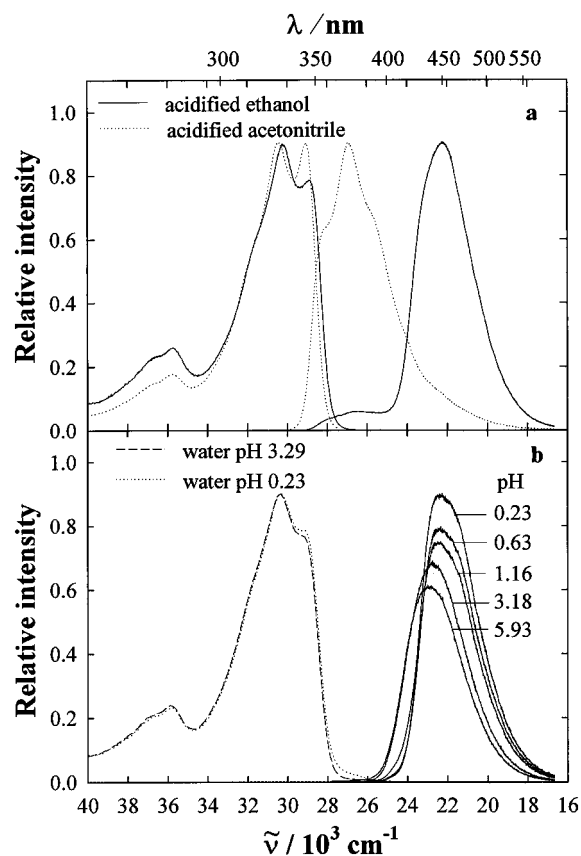 λ / nm
300 350 400 450 500 550
1.0
0.8
0.6
0.4
0.2
0.0
Relative intensity
acidified ethanol
acidified acetonitrile
a
1.0
0.8
0.6
0.4
0.2
0.0
Relative intensity
water pH 3.29
water pH 0.23
b
pH
0.23
0.63
1.16
3.18
5.93
40 36 34 30 26 22 20 16
38 32 28 24 18
ṽ / 10³ cm⁻¹